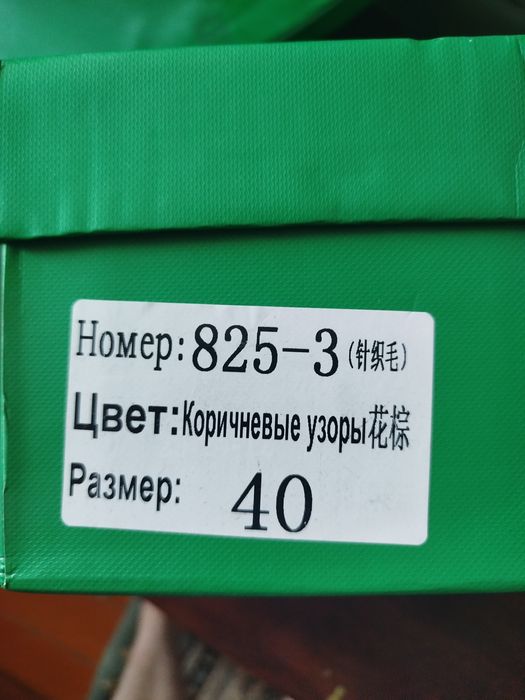 Номер: 825-3 (针织毛)
Цвет: Коричневые узоры花棕
Размер: 40